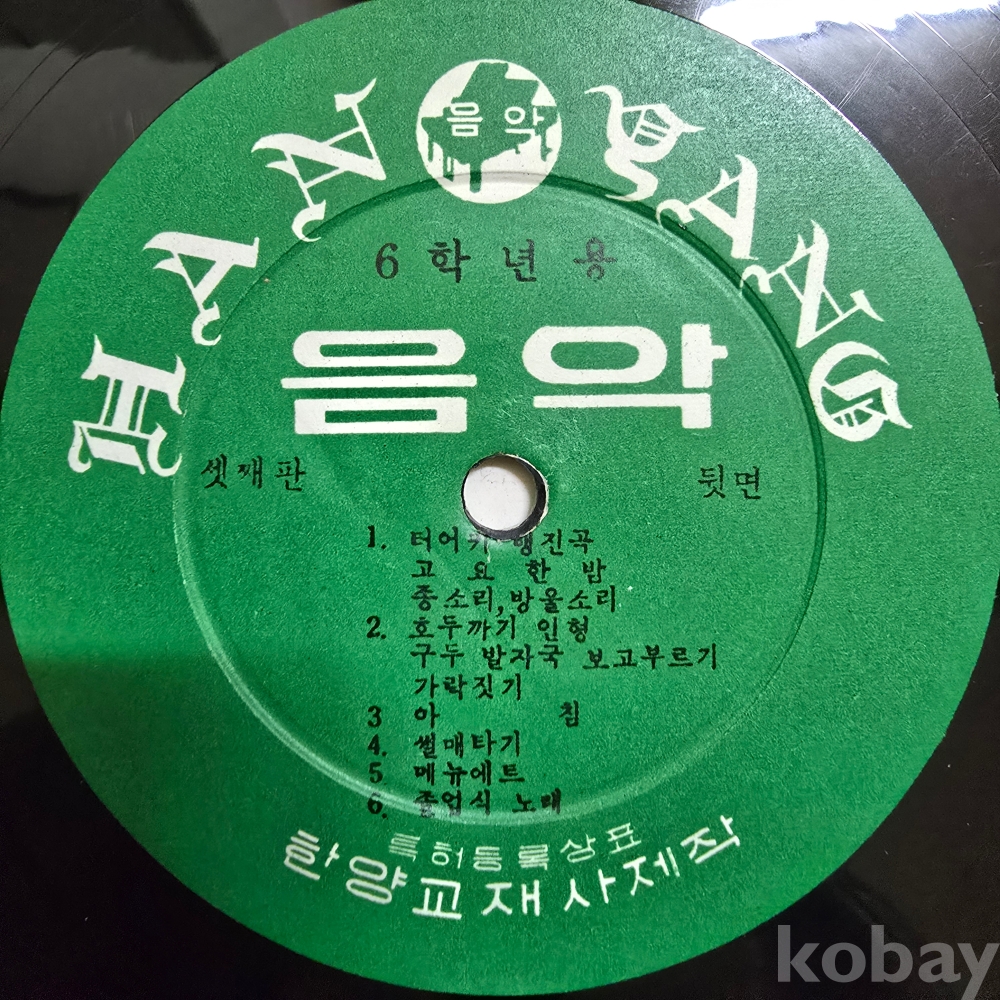 HAN YANG
음악
6 학년용
음악
셋째판
뒷면
1. 터어키 행진곡
고요한밤
종소리,방울소리
2. 호두까기 인형
구두 발자국 보고부르기
가락짓기
3 아 침
4. 썰매타기
5 메뉴에트
6. 졸업식 노래
특허등록상표
한양교재사제작
kobay